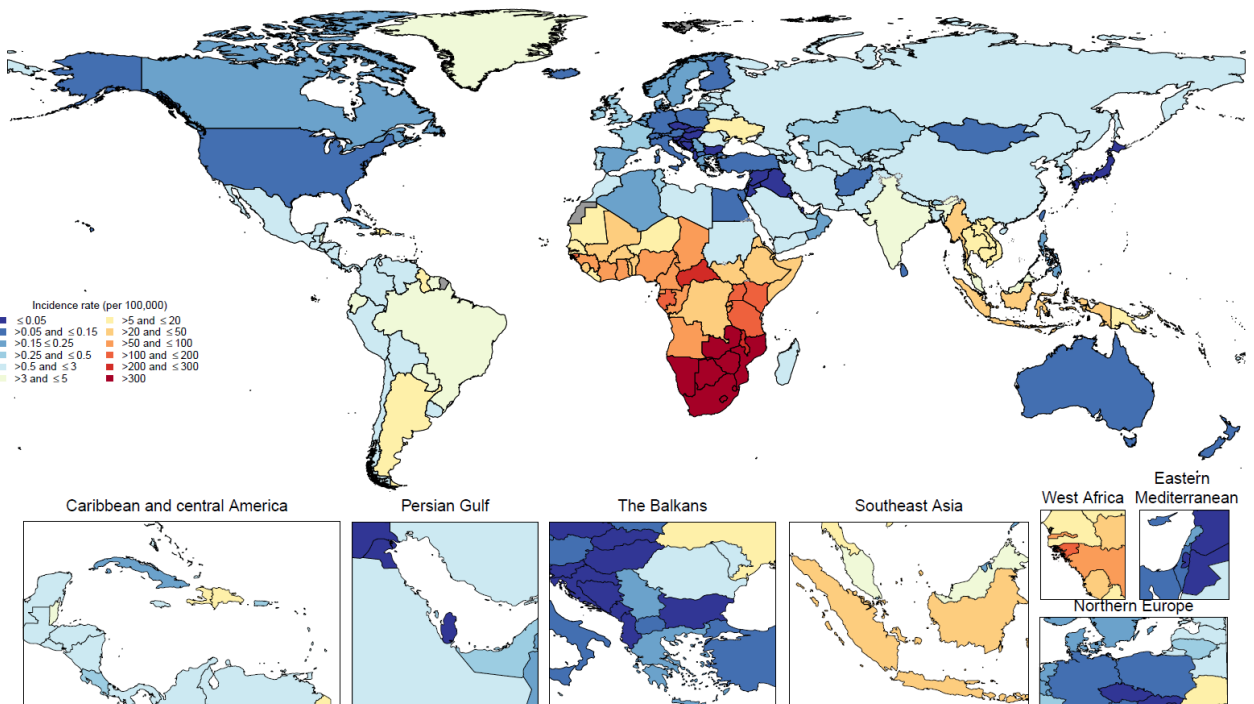 Incidence rate (per 100,000)
≤ 0.05
>0.05 and ≤ 0.15
>0.15 ≤ 0.25
>0.25 and ≤ 0.5
>0.5 and ≤ 3
>3 and ≤ 5
>5 and ≤ 20
>20 and ≤ 50
>50 and ≤ 100
>100 and ≤ 200
>200 and ≤ 300
>300
Caribbean and central America
Persian Gulf
The Balkans
Southeast Asia
West Africa
Eastern
Mediterranean
Northern Europe